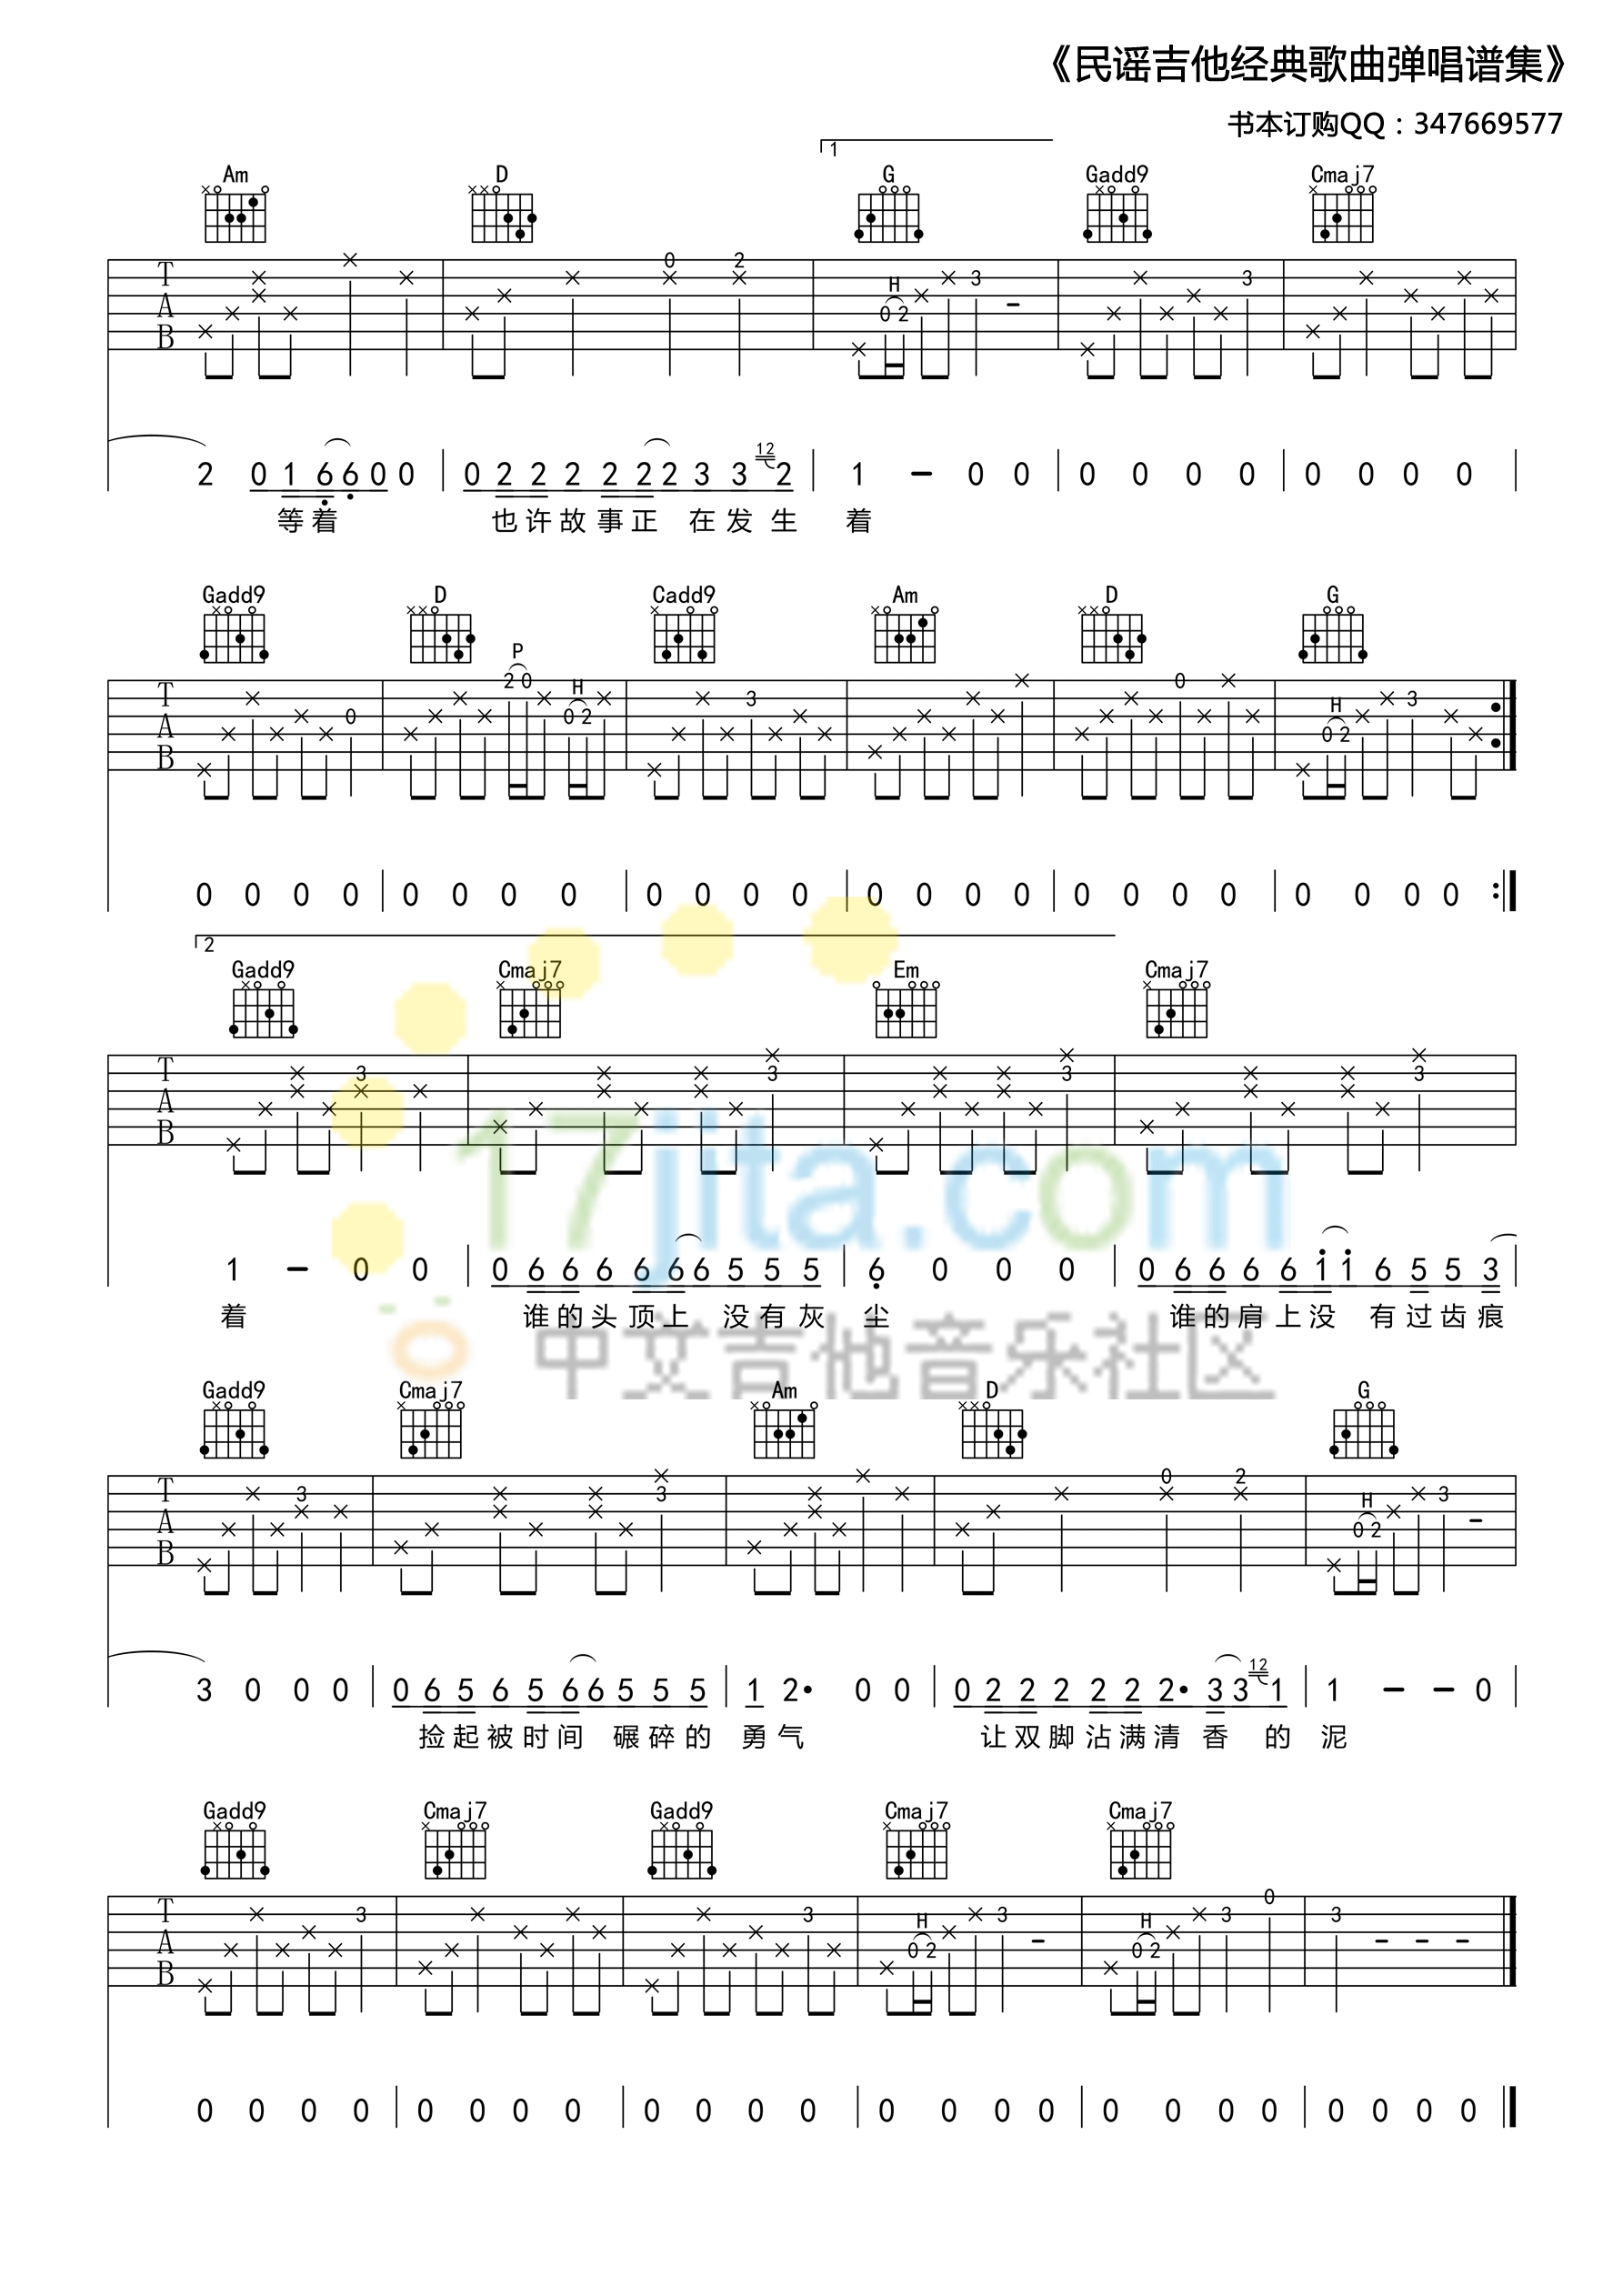 《民谣吉他经典歌曲弹唱谱集》
书本订购QQ：347669577
1
Am D G Gadd9 Cmaj7
0 2 H 0 2 3 3
T A B
2 0 1 6 6 0 0 0 2 2 2 2 2 2 3 3 12 2 1 - 0 0 0 0 0 0 0 0 0 0
等着 也许故事正 在发生 着
Gadd9 D Cadd9 Am D G
T A B
0 P 2 0 H 0 2 3 0 H 0 2 3
0 0 0 0 0 0 0 0 0 0 0 0 0 0 0 0 0 0 0 0 0 0 0 0
2
Gadd9 Cmaj7 Em Cmaj7
T A B
3 3 3 3
17jita.com
1 - 0 0 0 6 6 6 6 6 6 5 5 5 6 0 0 0 0 6 6 6 6 1 1 6 5 5 3
着 谁的头顶上 没有灰 尘 谁的肩上没 有过齿痕
中文吉他音乐社区
Gadd9 Cmaj7 Am D G
T A B
3 3 0 2 H 0 2 3
3 0 0 0 0 6 5 6 5 6 6 5 5 5 1 2· 0 0 0 2 2 2 2 2 2· 3 3 12 1 1 - - 0
捡起被时间 碾碎的 勇气 让双脚沾满清香 的 泥
Gadd9 Cmaj7 Gadd9 Cmaj7 Cmaj7
T A B
3 3 H 0 2 3 H 0 2 3 0 3
0 0 0 0 0 0 0 0 0 0 0 0 0 0 0 0 0 0 0 0 0 0 0 0